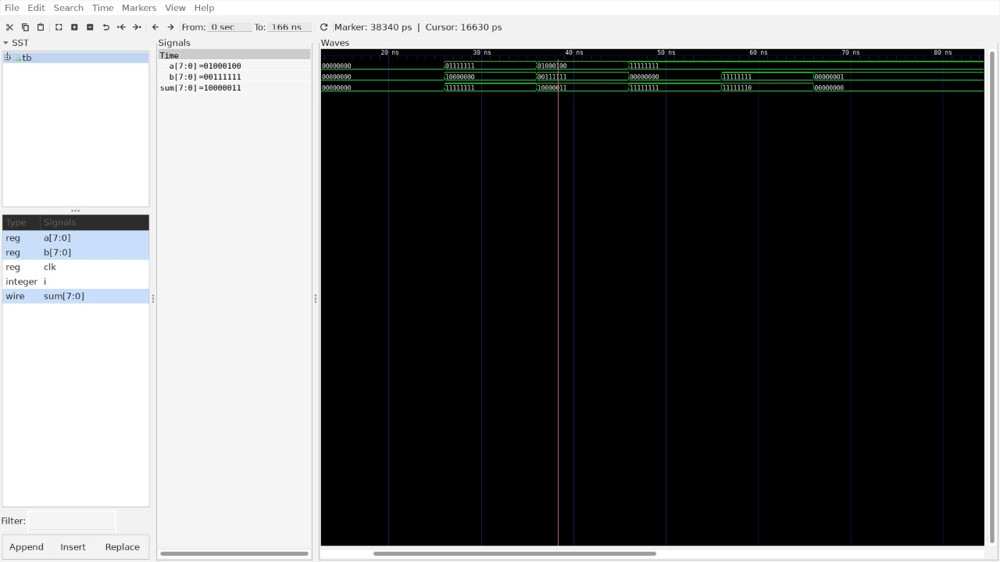 File Edit Search Time Markers View Help
From: 0 sec To: 166 ns Marker: 38340 ps | Cursor: 16630 ps
SST
tb
Type Signals
reg a[7:0]
reg b[7:0]
reg clk
integer i
wire sum[7:0]
Filter:
Append Insert Replace
Signals
Time
a[7:0]=01000100
b[7:0]=00111111
sum[7:0]=10000011
Waves
20 ns 30 ns 40 ns 50 ns 60 ns 70 ns 80 ns
00000000 01111111 01000100 11111111
00000000 10000000 00111111 00000000 11111111 00000001
00000000 11111111 10000011 11111111 11111110 00000000